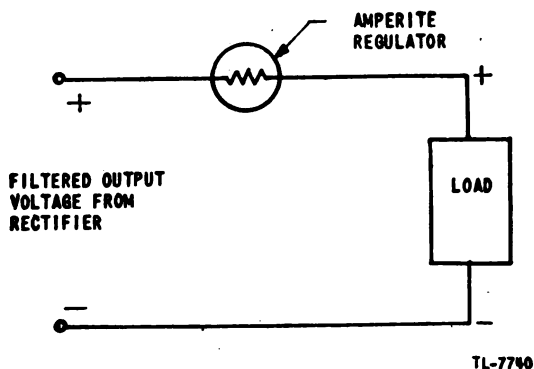 AMPERITE
REGULATOR
+
+
FILTERED OUTPUT
VOLTAGE FROM
RECTIFIER
LOAD
−
-
TL-7740